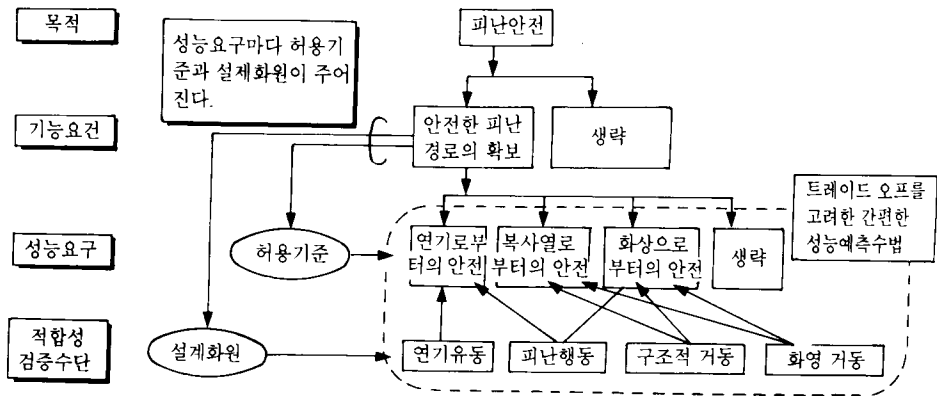 목적
피난안전
성능요구마다 허용기
준과 설제화원이 주어
진다.
기능요건
안전한 피난
경로의 확보
생략
트레이드 오프를
고려한 간편한
성능예측수법
성능요구
허용기준
연기로부
터의 안전
복사열로
부터의 안전
화상으로
부터의 안전
생략
적합성
검증수단
설계화원
연기유동
피난행동
구조적 거동
화영 거동